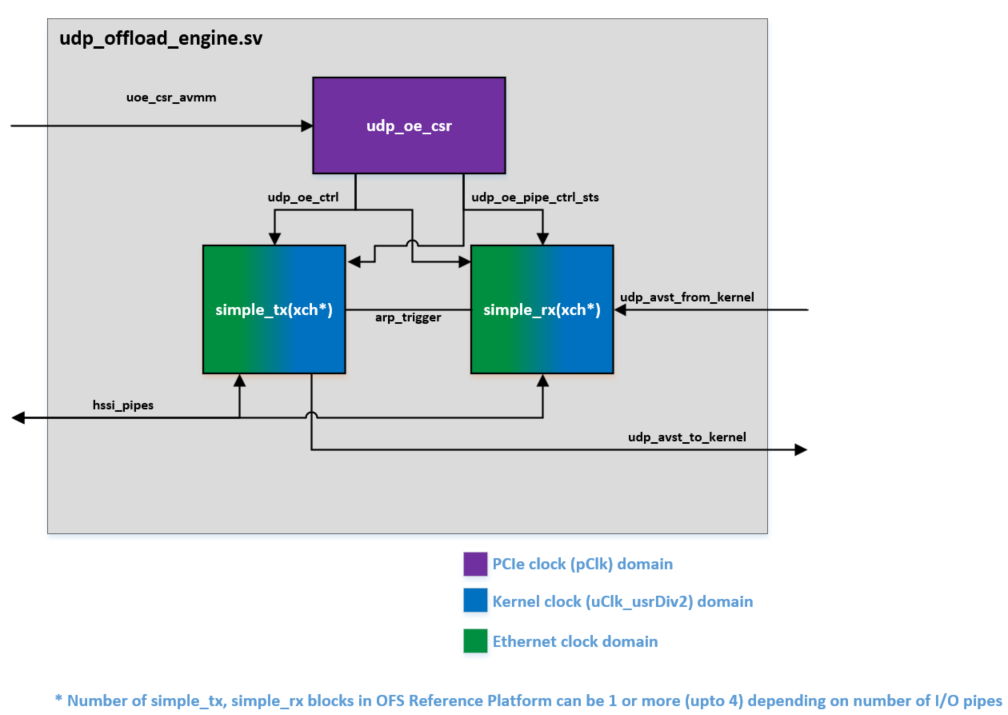 udp_offload_engine.sv
uoe_csr_avmm
udp_oe_csr
udp_oe_ctrl
udp_oe_pipe_ctrl_sts
simple_tx(xch*)
arp_trigger
simple_rx(xch*)
udp_avst_from_kernel
hssi_pipes
udp_avst_to_kernel
PCIe clock (pClk) domain
Kernel clock (uClk_usrDiv2) domain
Ethernet clock domain
* Number of simple_tx, simple_rx blocks in OFS Reference Platform can be 1 or more (upto 4) depending on number of I/O pipes